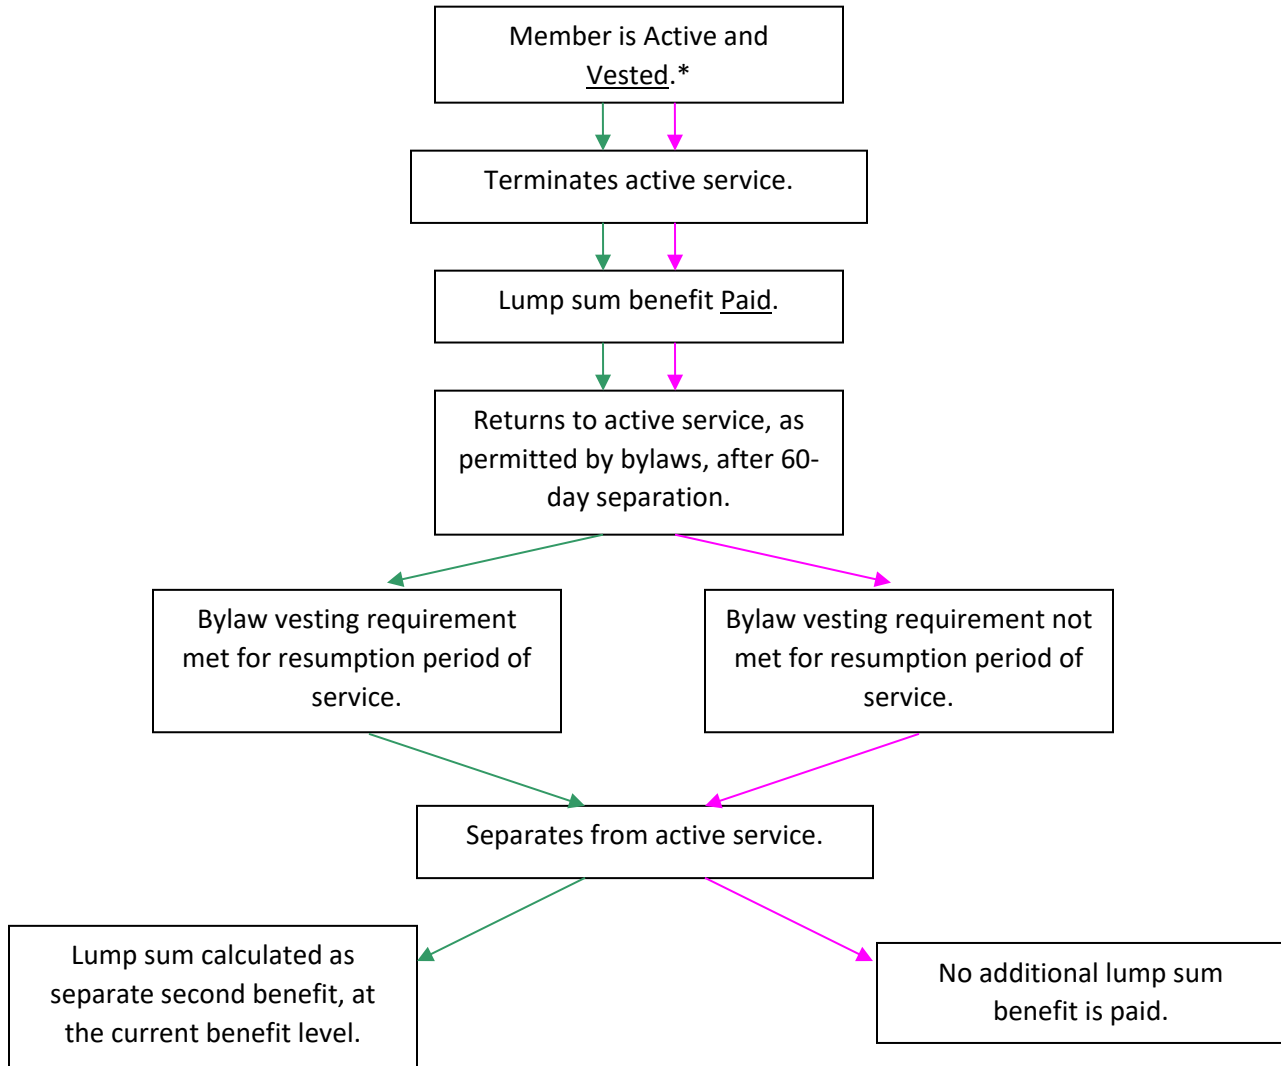 Member is Active and
Vested.*
Terminates active service.
Lump sum benefit Paid.
Returns to active service, as
permitted by bylaws, after 60-
day separation.
Bylaw vesting requirement
met for resumption period of
service.
Bylaw vesting requirement not
met for resumption period of
service.
Separates from active service.
Lump sum calculated as
separate second benefit, at
the current benefit level.
No additional lump sum
benefit is paid.